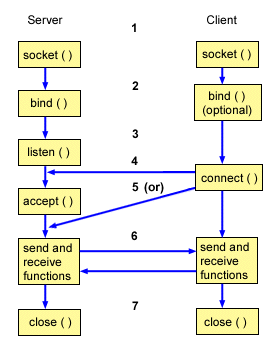 Server 1 Client
socket ( ) socket ( )
2
bind ( ) bind ( )
(optional)
3
listen ( )
4
connect ( )
5 (or)
accept ( )
6
send and
receive
functions
send and
receive
functions
7
close ( ) close ( )